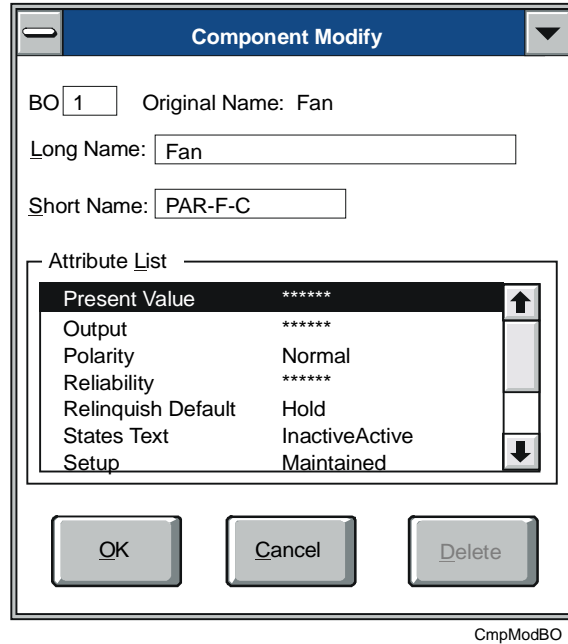 Component Modify
BO 1 Original Name: Fan
Long Name: Fan
Short Name: PAR-F-C
Attribute List
Present Value ******
Output ******
Polarity Normal
Reliability ******
Relinquish Default Hold
States Text InactiveActive
Setup Maintained
OK Cancel Delete
CmpModBO